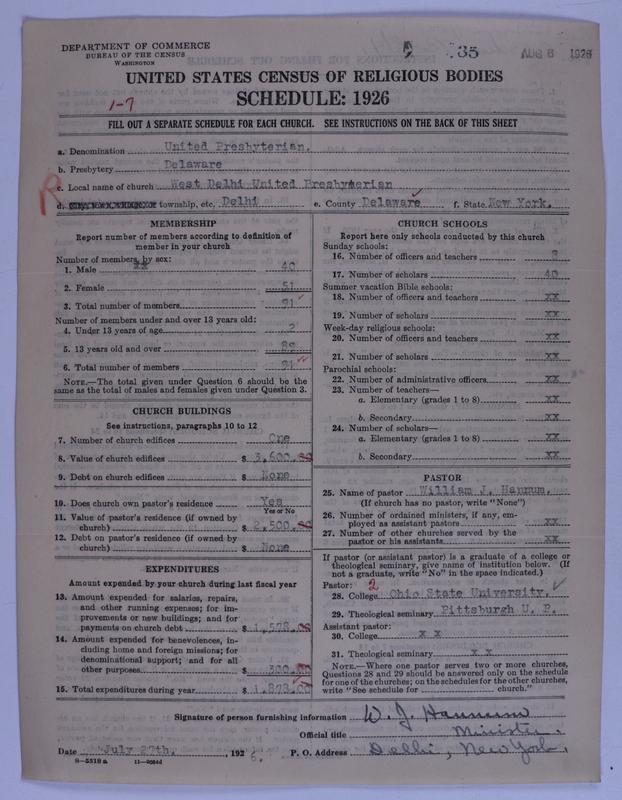 DEPARTMENT OF COMMERCE
BUREAU OF THE CENSUS
WASHINGTON
35 AUG 6 1926
UNITED STATES CENSUS OF RELIGIOUS BODIES
SCHEDULE: 1926
1-7
FILL OUT A SEPARATE SCHEDULE FOR EACH CHURCH. SEE INSTRUCTIONS ON THE BACK OF THIS SHEET
a. Denomination United Presbyterian.
b. Presbytery Delaware
c. Local name of church West Delhi United Presbyterian
R
d. township, etc. Delhi e. County Delaware f. State New York.
MEMBERSHIP
Report number of members according to definition of
member in your church
Number of members, by sex:
1. Male 40
2. Female 51
3. Total number of members 91
Number of members under and over 13 years old:
4. Under 13 years of age 2
5. 13 years old and over 89
6. Total number of members 91
NOTE.—The total given under Question 6 should be the
same as the total of males and females given under Question 3.
CHURCH BUILDINGS
See instructions, paragraphs 10 to 12
7. Number of church edifices One
8. Value of church edifices $ 3,600.00
9. Debt on church edifices $ None
10. Does church own pastor's residence Yes
Yes or No
11. Value of pastor's residence (if owned by
church) $ 2,500.00
12. Debt on pastor's residence (if owned by
church) $ None
EXPENDITURES
Amount expended by your church during last fiscal year
13. Amount expended for salaries, repairs,
and other running expenses; for im-
provements or new buildings; and for
payments on church debt $ 1,578.00
14. Amount expended for benevolences, in-
cluding home and foreign missions; for
denominational support; and for all
other purposes $ 300.00
15. Total expenditures during year $ 1,878.00
CHURCH SCHOOLS
Report here only schools conducted by this church
Sunday schools:
16. Number of officers and teachers
17. Number of scholars 40
Summer vacation Bible schools:
18. Number of officers and teachers xx
19. Number of scholars xx
Week-day religious schools:
20. Number of officers and teachers xx
21. Number of scholars xx
Parochial schools:
22. Number of administrative officers xx
23. Number of teachers—
a. Elementary (grades 1 to 8) xx
b. Secondary xx
24. Number of scholars—
a. Elementary (grades 1 to 8) xx
b. Secondary xx
PASTOR
25. Name of pastor William J. Hannum.
(If church has no pastor, write "None")
26. Number of ordained ministers, if any, em-
ployed as assistant pastors xx
27. Number of other churches served by the
pastor or his assistants xx
If pastor (or assistant pastor) is a graduate of a college or
theological seminary, give name of institution below. (If
not a graduate, write "No" in the space indicated.)
Pastor: 2
28. College Ohio State University.
29. Theological seminary Pittsburgh U. P.
Assistant pastor:
30. College x x
31. Theological seminary x x
NOTE.—Where one pastor serves two or more churches,
Questions 28 and 29 should be answered only on the schedule
for one of the churches; on the schedules for the other churches,
write "See schedule for church."
Signature of person furnishing information W. J. Hannum
Official title Minister.
Date July 27th, 1926. P. O. Address Delhi, New York.
8-5318a 11-9084d